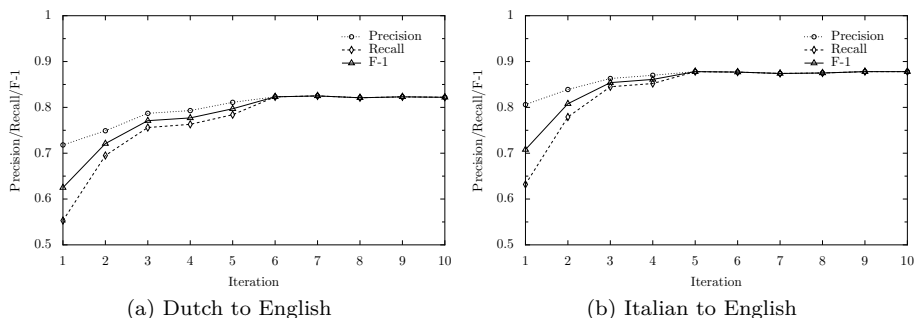 Precision/Recall/F-1
1
0.9
0.8
0.7
0.6
0.5
1 2 3 4 5 6 7 8 9 10
Iteration
Precision
Recall
F-1
(a) Dutch to English
Precision/Recall/F-1
1
0.9
0.8
0.7
0.6
0.5
1 2 3 4 5 6 7 8 9 10
Iteration
Precision
Recall
F-1
(b) Italian to English